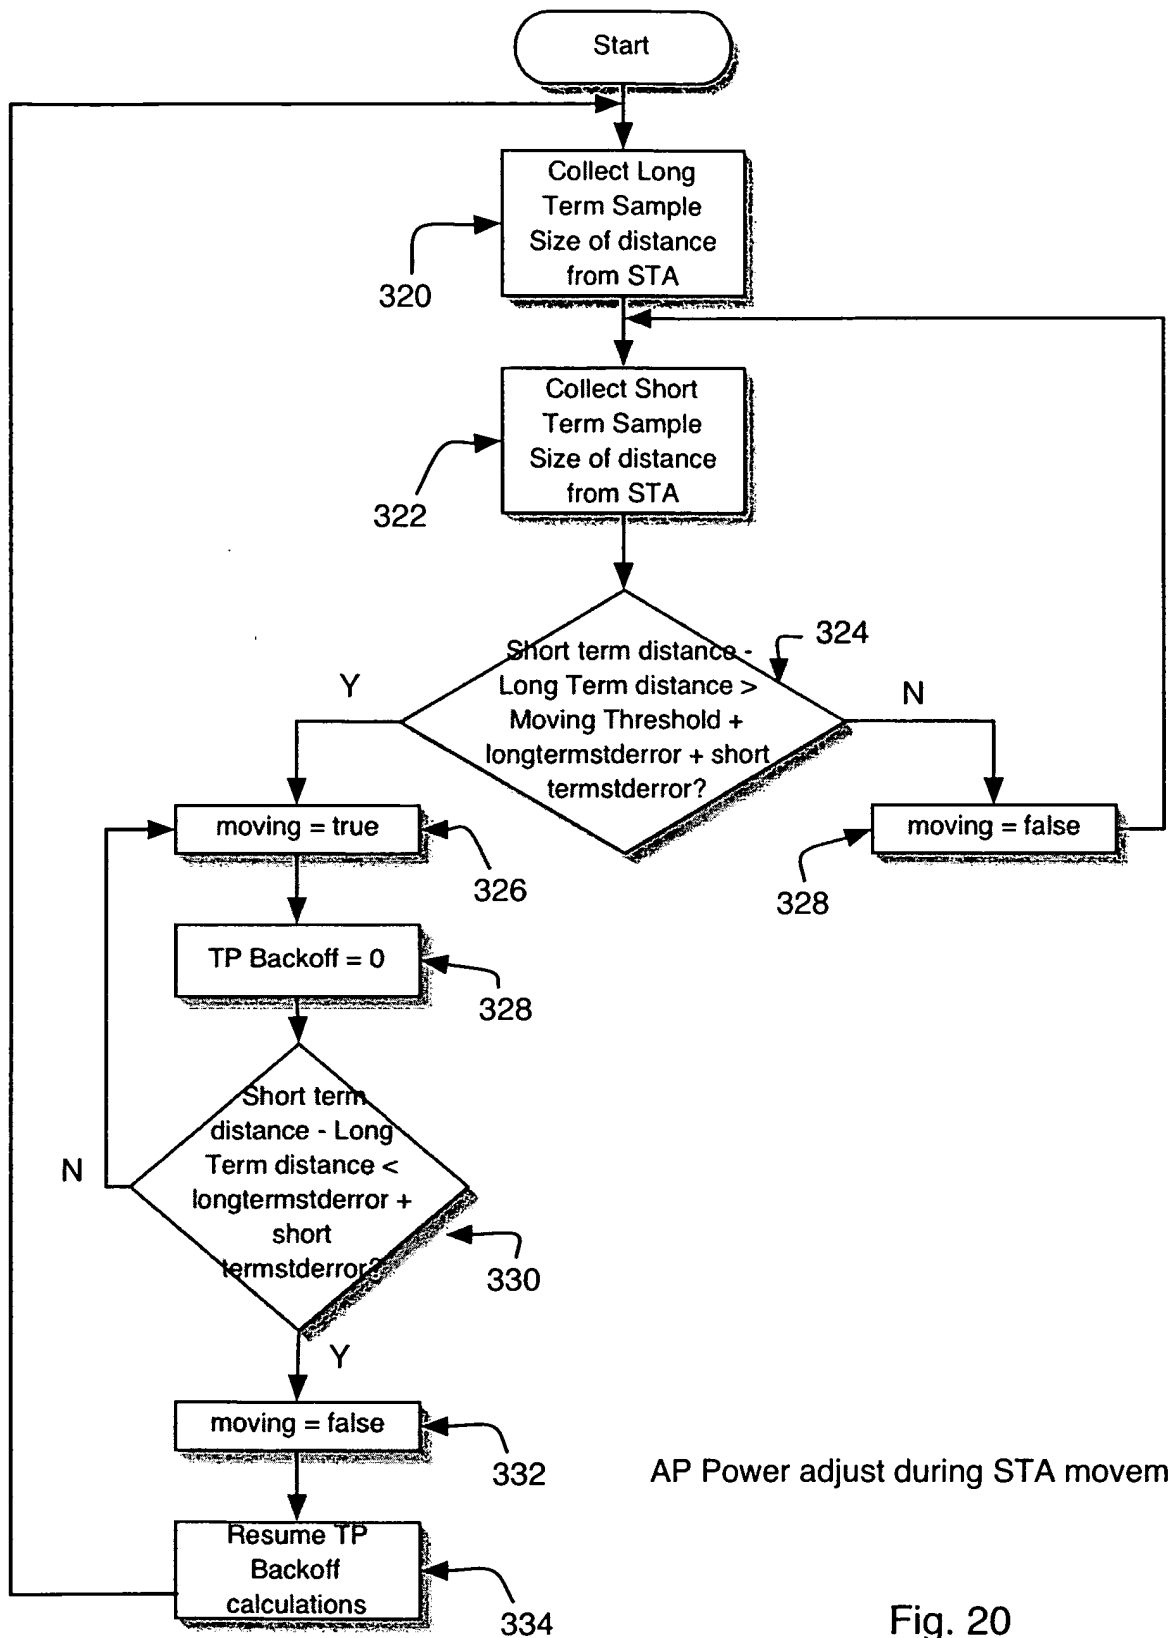 Start
Collect Long
Term Sample
Size of distance
from STA
320
Collect Short
Term Sample
Size of distance
from STA
322
324
Short term distance -
Long Term distance >
Moving Threshold +
longtermstderror + short
termstderror?
Y
N
moving = true
326
moving = false
328
TP Backoff = 0
328
Short term
distance - Long
Term distance <
longtermstderror +
short
termstderror?
N
330
Y
moving = false
332
AP Power adjust during STA movem
Resume TP
Backoff
calculations
334
Fig. 20